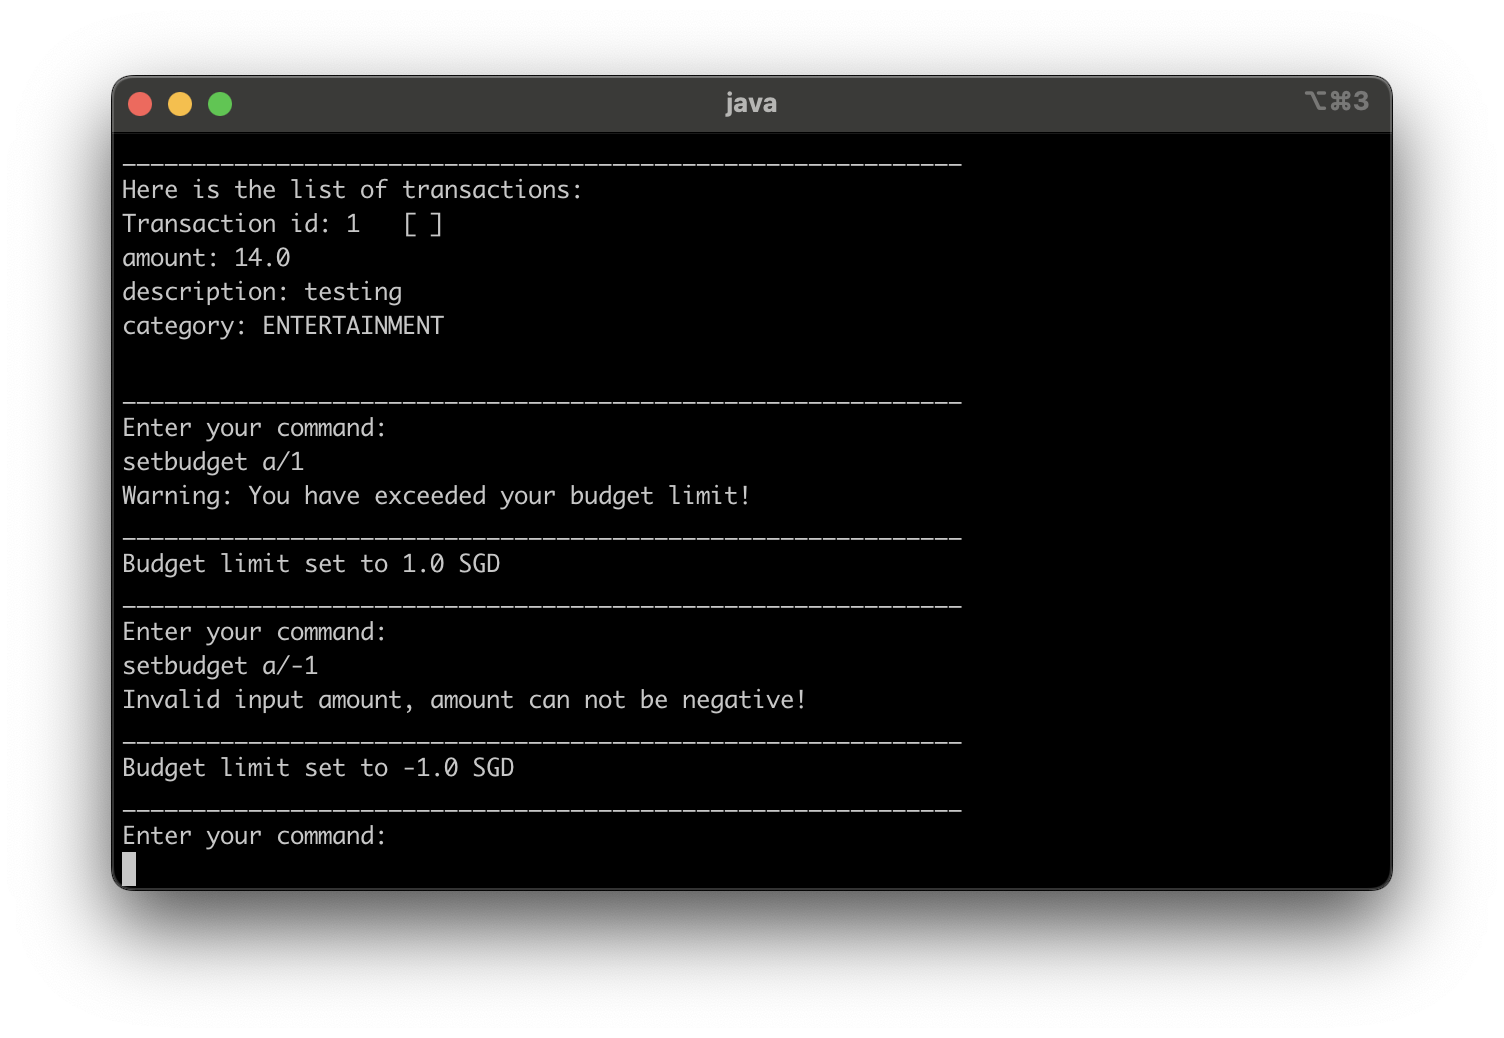 java
⌥⌘3
____________________________________________________________
Here is the list of transactions:
Transaction id: 1   [ ]
amount: 14.0
description: testing
category: ENTERTAINMENT
____________________________________________________________
Enter your command:
setbudget a/1
Warning: You have exceeded your budget limit!
____________________________________________________________
Budget limit set to 1.0 SGD
____________________________________________________________
Enter your command:
setbudget a/-1
Invalid input amount, amount can not be negative!
____________________________________________________________
Budget limit set to -1.0 SGD
____________________________________________________________
Enter your command: